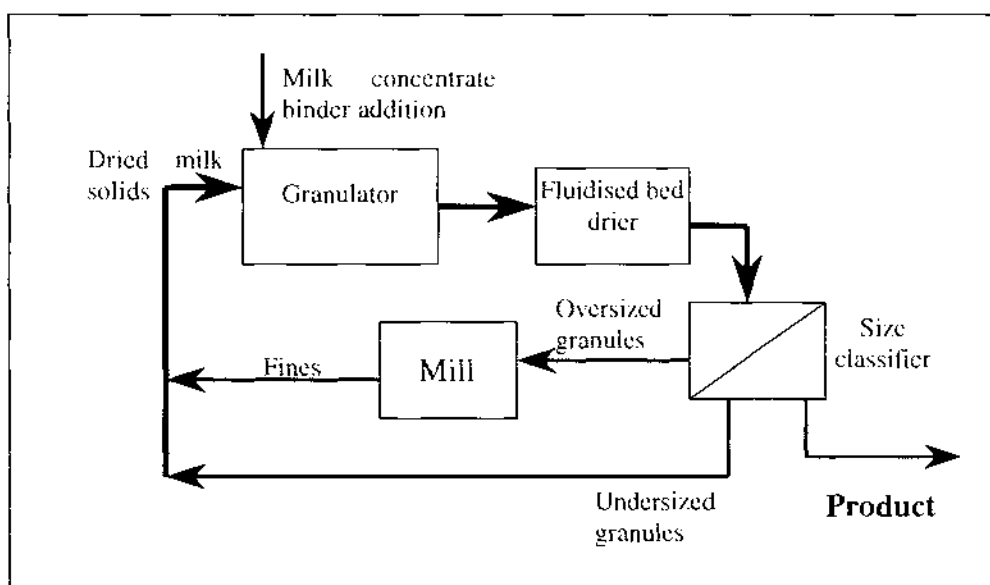 Milk concentrate
binder addition
Dried milk
solids
Granulator
Fluidised bed
drier
Oversized
granules
Size
classifier
Mill
Fines
Undersized
granules
Product